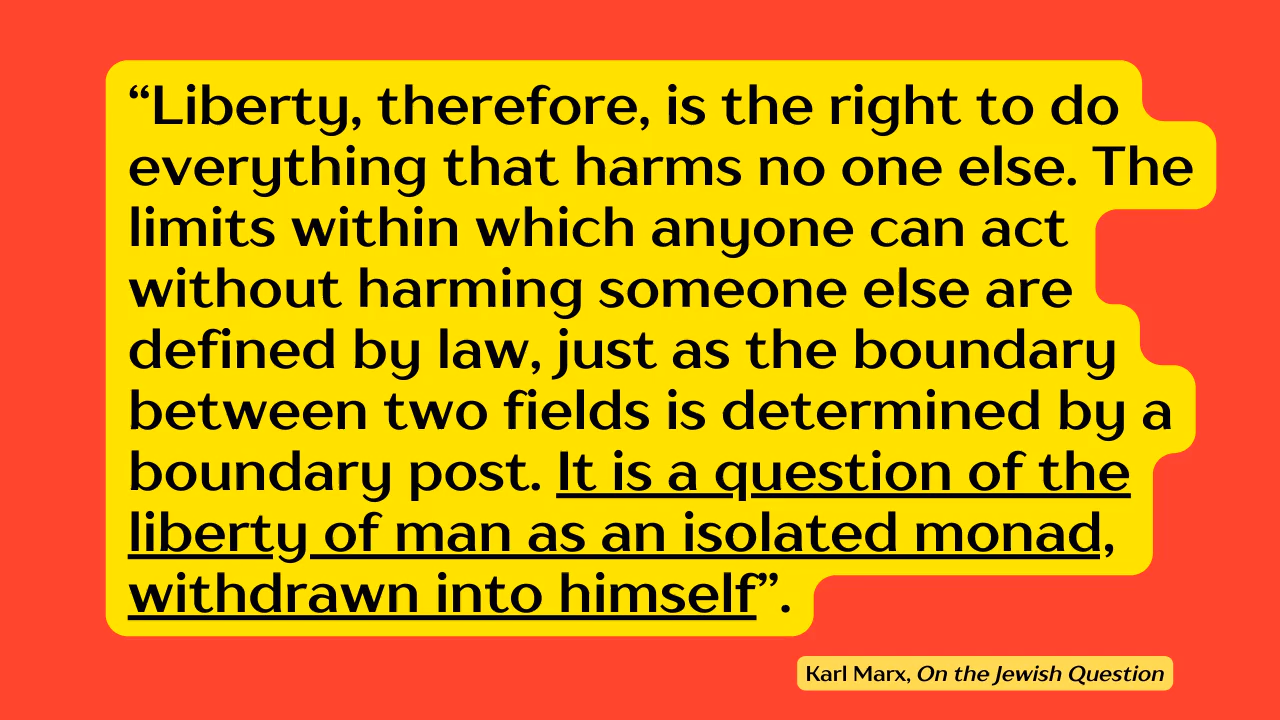 “Liberty, therefore, is the right to do
everything that harms no one else. The
limits within which anyone can act
without harming someone else are
defined by law, just as the boundary
between two fields is determined by a
boundary post. It is a question of the
liberty of man as an isolated monad,
withdrawn into himself”.
Karl Marx, On the Jewish Question